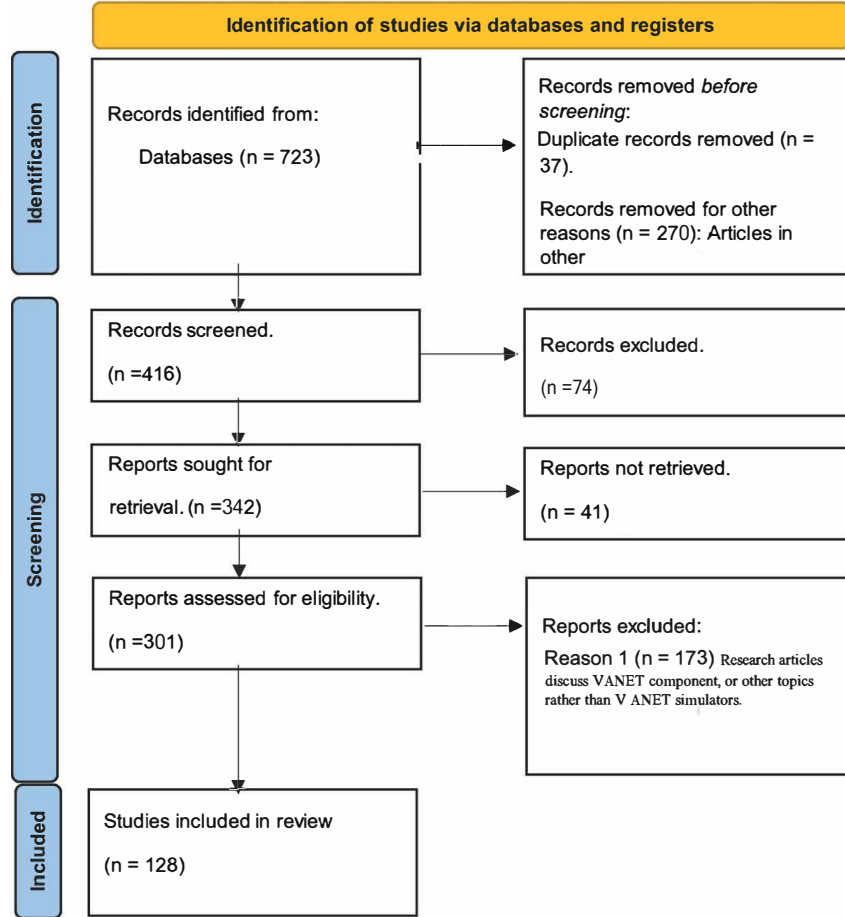 Identification of studies via databases and registers
Identification
Records identified from:
Databases (n = 723)
Records removed before
screening:
Duplicate records removed (n =
37).
Records removed for other
reasons (n = 270): Articles in
other
Screening
Records screened.
(n =416)
Records excluded.
(n =74)
Reports sought for
retrieval. (n =342)
Reports not retrieved.
(n = 41)
Reports assessed for eligibility.
(n =301)
Reports excluded:
Reason 1 (n = 173) Research articles
discuss VANET component, or other topics
rather than V ANET simulators.
Included
Studies included in review
(n = 128)